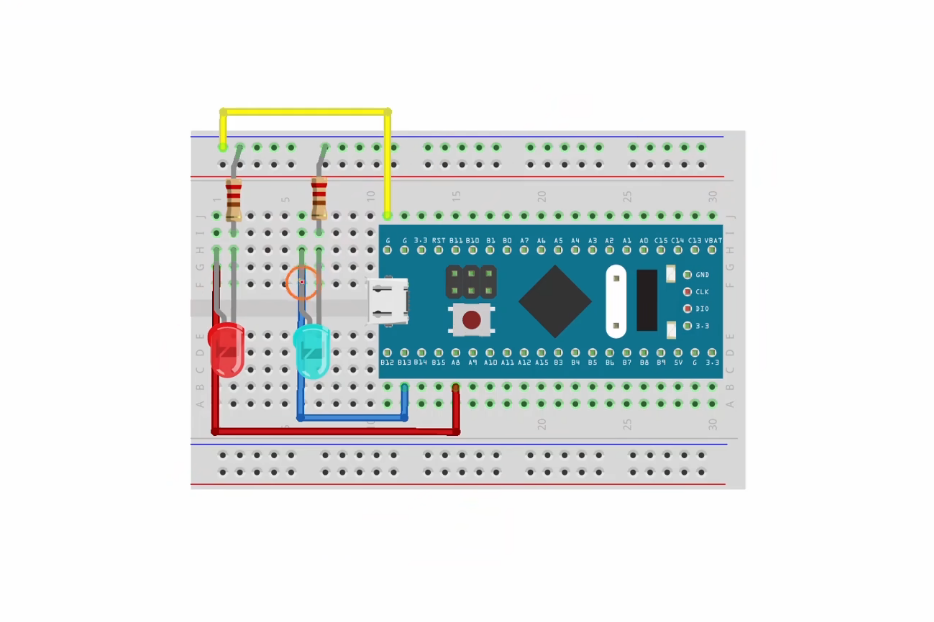 1 5 10 15 20 25 30
J J
I I
H H
G G
F F
G G 3.3 RST B11 B10 B1 B0 A7 A6 A5 A4 A3 A2 A1 A0 C15 C14 C13 VBAT
GND
CLK
DIO
3.3
B12 B13 B14 B15 A8 A9 A10 A11 A12 A15 B3 B4 B5 B6 B7 B8 B9 5V G 3.3
E E
D D
C C
B B
A A
20 25 30